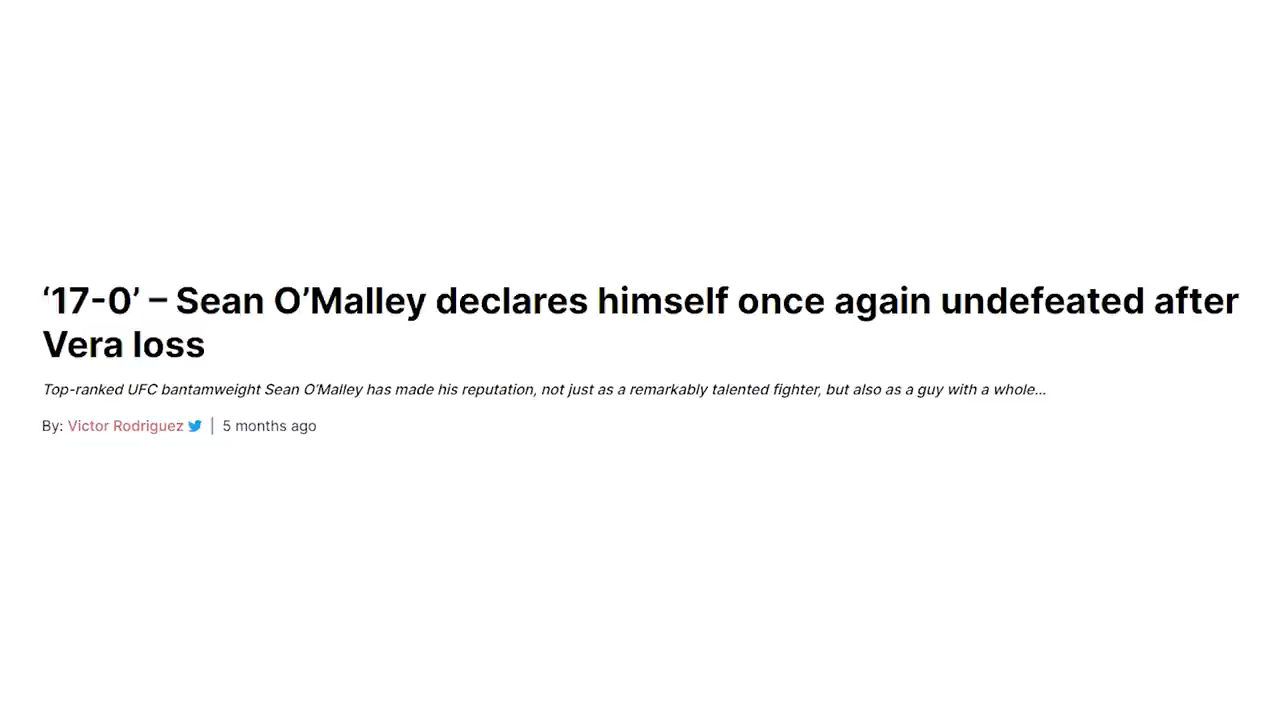 ‘17-0’ – Sean O’Malley declares himself once again undefeated after
Vera loss
Top-ranked UFC bantamweight Sean O’Malley has made his reputation, not just as a remarkably talented fighter, but also as a guy with a whole...
By: Victor Rodriguez | 5 months ago